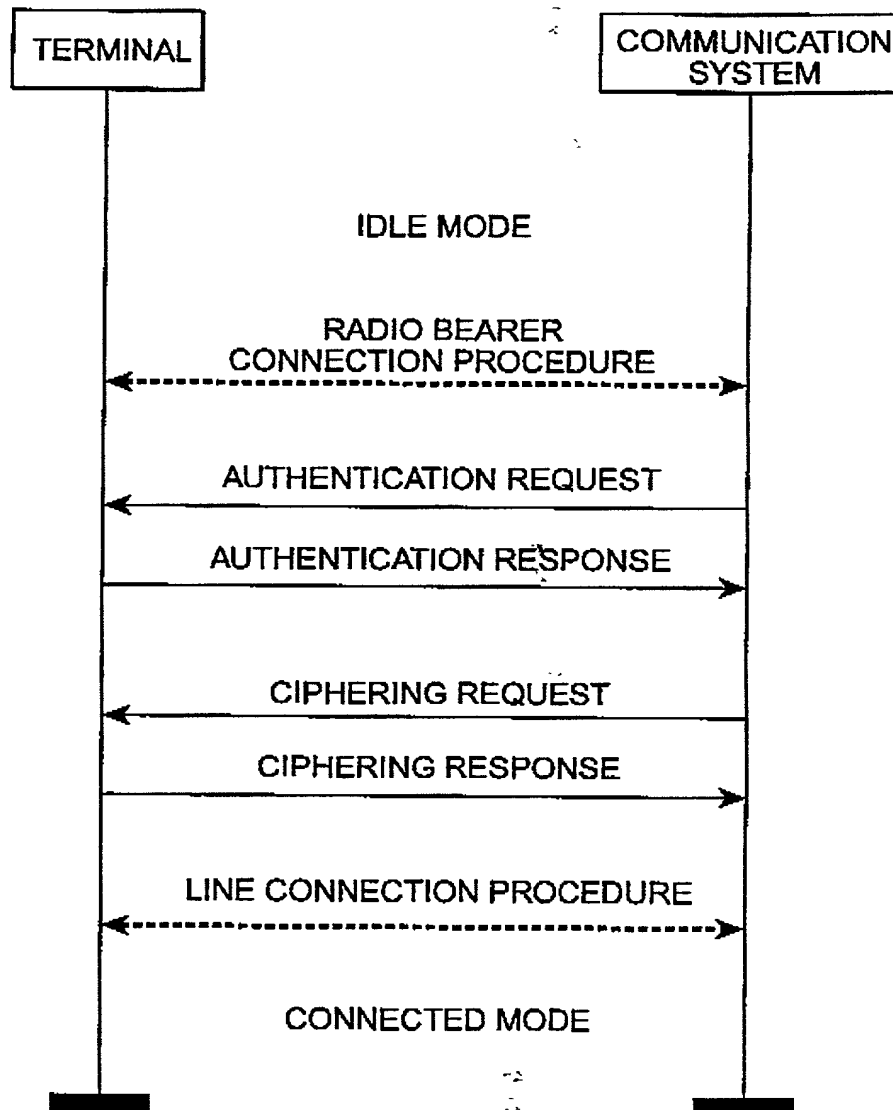 TERMINAL
COMMUNICATION
SYSTEM
IDLE MODE
RADIO BEARER
CONNECTION PROCEDURE
AUTHENTICATION REQUEST
AUTHENTICATION RESPONSE
CIPHERING REQUEST
CIPHERING RESPONSE
LINE CONNECTION PROCEDURE
CONNECTED MODE